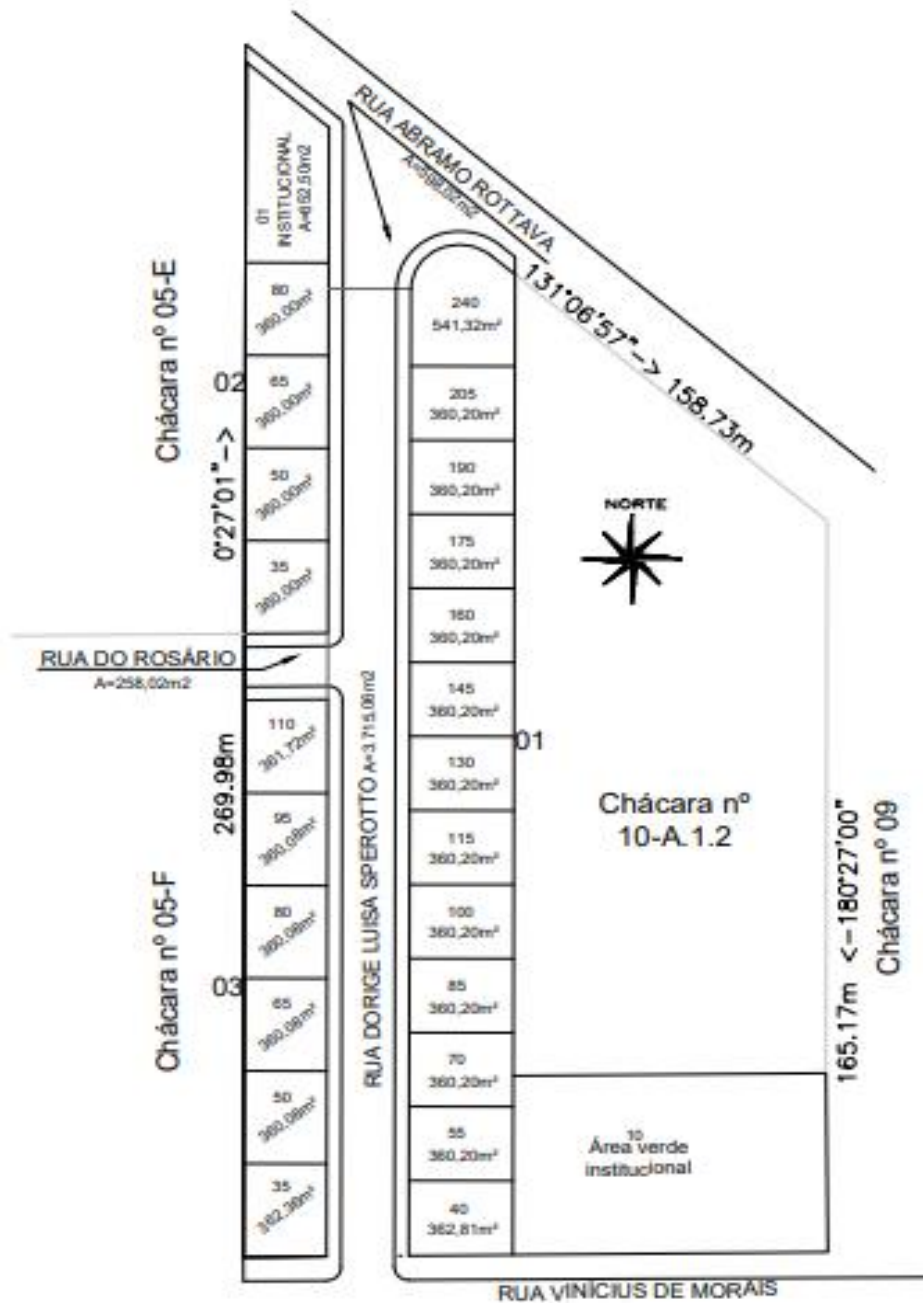 RUA ABRAMO ROTTAVA
131°06'57"-> 158.73m
01
INSTITUCIONAL
A=652,50m2
80
360,00m²
65
360,00m²
50
360,00m²
35
360,00m²
02
Chácara nº 05-E
0°27'01"->
269.98m
RUA DO ROSÁRIO
A=258,02m2
110
361,72m²
95
360,08m²
80
360,08m²
65
360,08m²
50
360,08m²
35
362,36m²
03
Chácara nº 05-F
RUA DORIGE LUISA SPEROTTO A=3.715,06m2
240
541,32m²
205
360,20m²
190
360,20m²
175
360,20m²
160
360,20m²
145
360,20m²
130
360,20m²
115
360,20m²
100
360,20m²
85
360,20m²
70
360,20m²
55
360,20m²
40
362,81m²
01
NORTE
Chácara nº
10-A.1.2
165.17m <-180°27'00"
Chácara nº 09
10
Área verde
institucional
RUA VINÍCIUS DE MORAIS